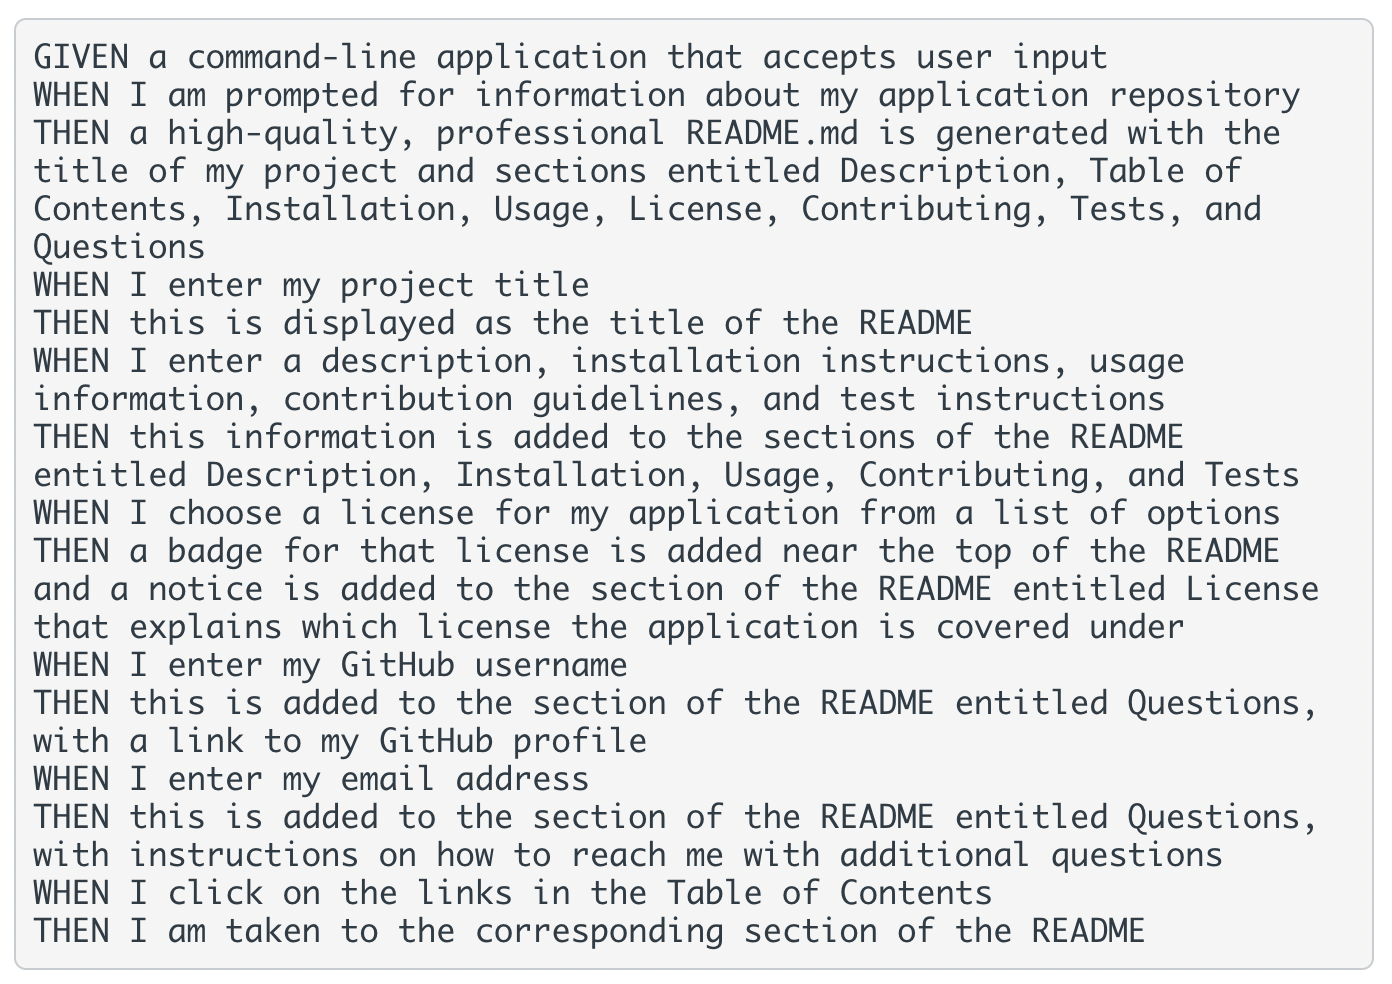 GIVEN a command-line application that accepts user input
WHEN I am prompted for information about my application repository
THEN a high-quality, professional README.md is generated with the
title of my project and sections entitled Description, Table of
Contents, Installation, Usage, License, Contributing, Tests, and
Questions
WHEN I enter my project title
THEN this is displayed as the title of the README
WHEN I enter a description, installation instructions, usage
information, contribution guidelines, and test instructions
THEN this information is added to the sections of the README
entitled Description, Installation, Usage, Contributing, and Tests
WHEN I choose a license for my application from a list of options
THEN a badge for that license is added near the top of the README
and a notice is added to the section of the README entitled License
that explains which license the application is covered under
WHEN I enter my GitHub username
THEN this is added to the section of the README entitled Questions,
with a link to my GitHub profile
WHEN I enter my email address
THEN this is added to the section of the README entitled Questions,
with instructions on how to reach me with additional questions
WHEN I click on the links in the Table of Contents
THEN I am taken to the corresponding section of the README